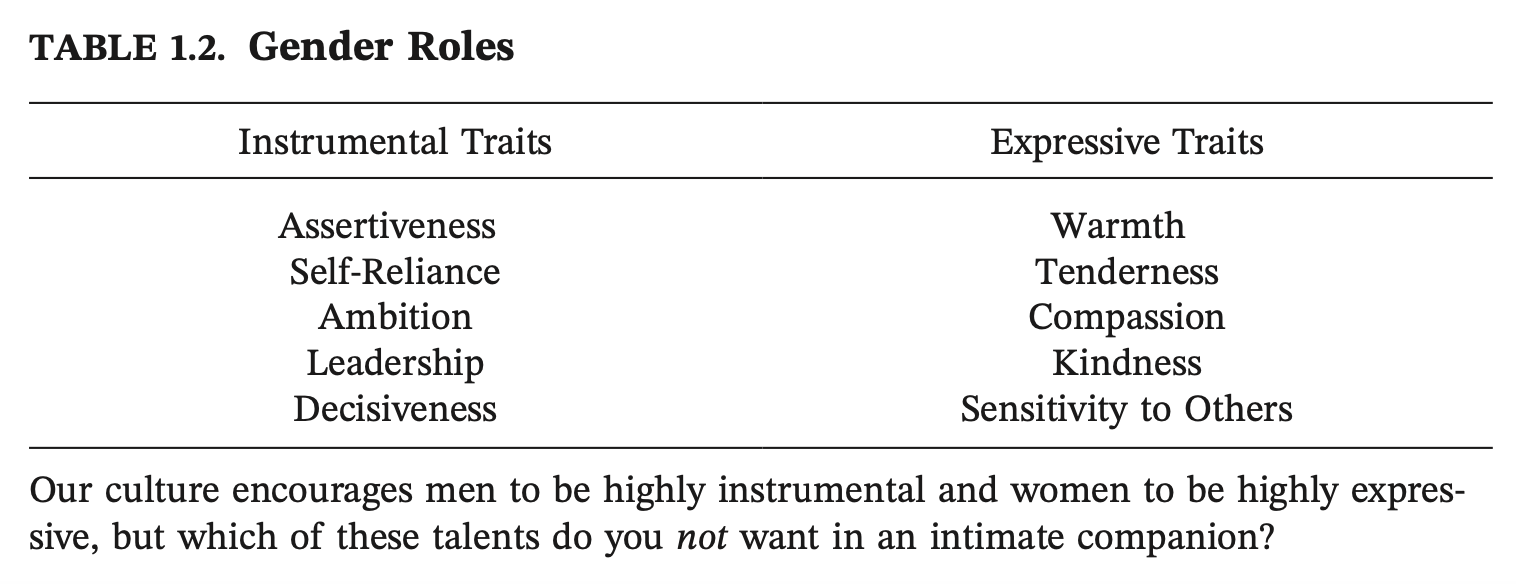 TABLE 1.2. Gender Roles
Instrumental Traits Expressive Traits
Assertiveness Warmth
Self-Reliance Tenderness
Ambition Compassion
Leadership Kindness
Decisiveness Sensitivity to Others
Our culture encourages men to be highly instrumental and women to be highly expres-
sive, but which of these talents do you not want in an intimate companion?